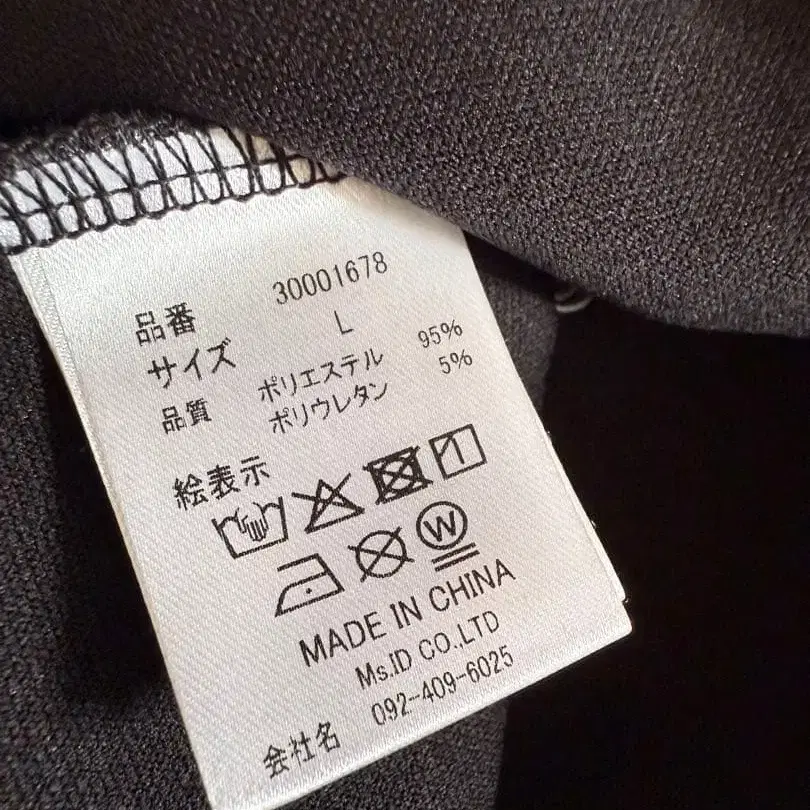 品番 30001678
サイズ L
品質 ポリエステル 95%
ポリウレタン 5%
絵表示
W
MADE IN CHINA
Ms.ID CO.,LTD
会社名 092-409-6025